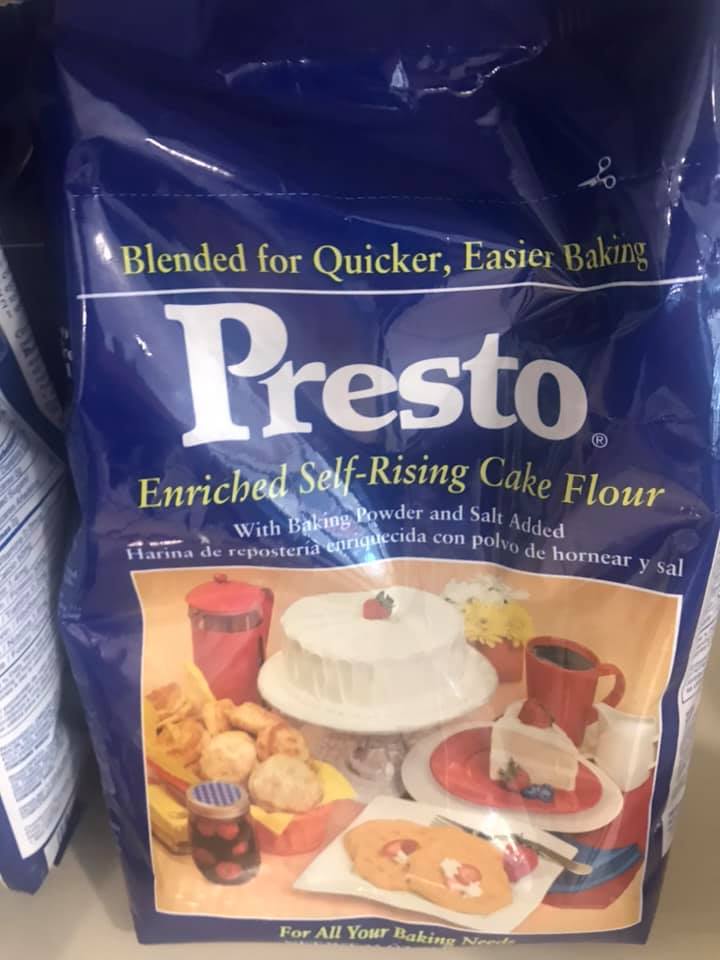 Blended for Quicker, Easier Baking
Presto®
Enriched Self-Rising Cake Flour
With Baking Powder and Salt Added
Harina de repostería enriquecida con polvo de hornear y sal
For All Your Baking Needs